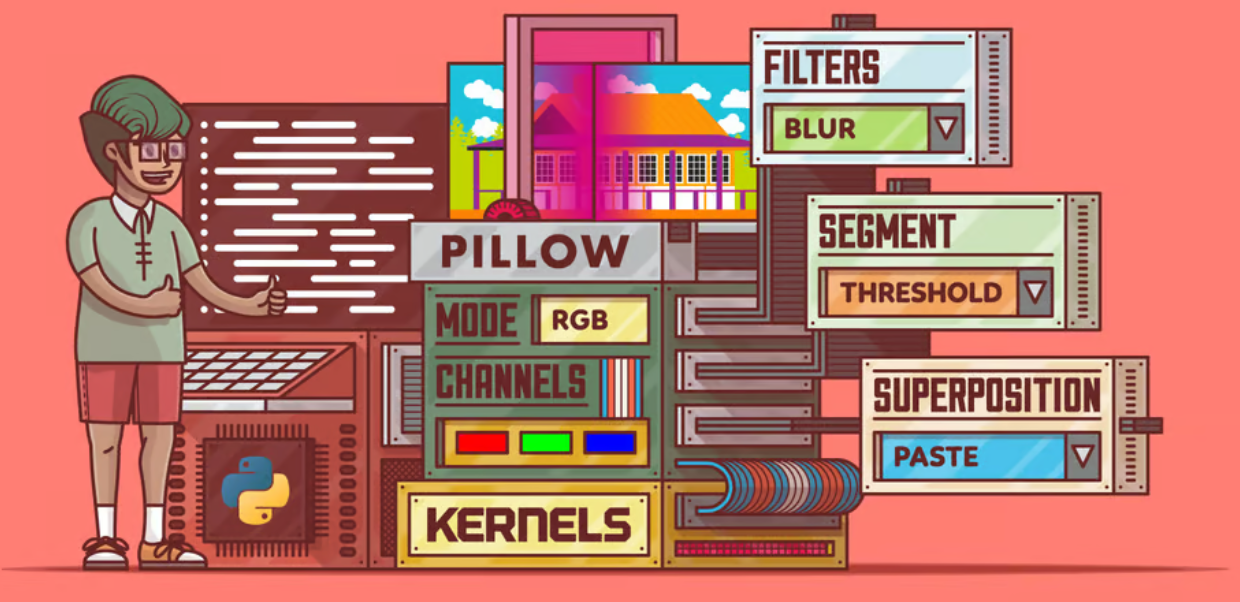 FILTERS
BLUR
SEGMENT
THRESHOLD
PILLOW
MODE RGB
CHANNELS
SUPERPOSITION
PASTE
KERNELS